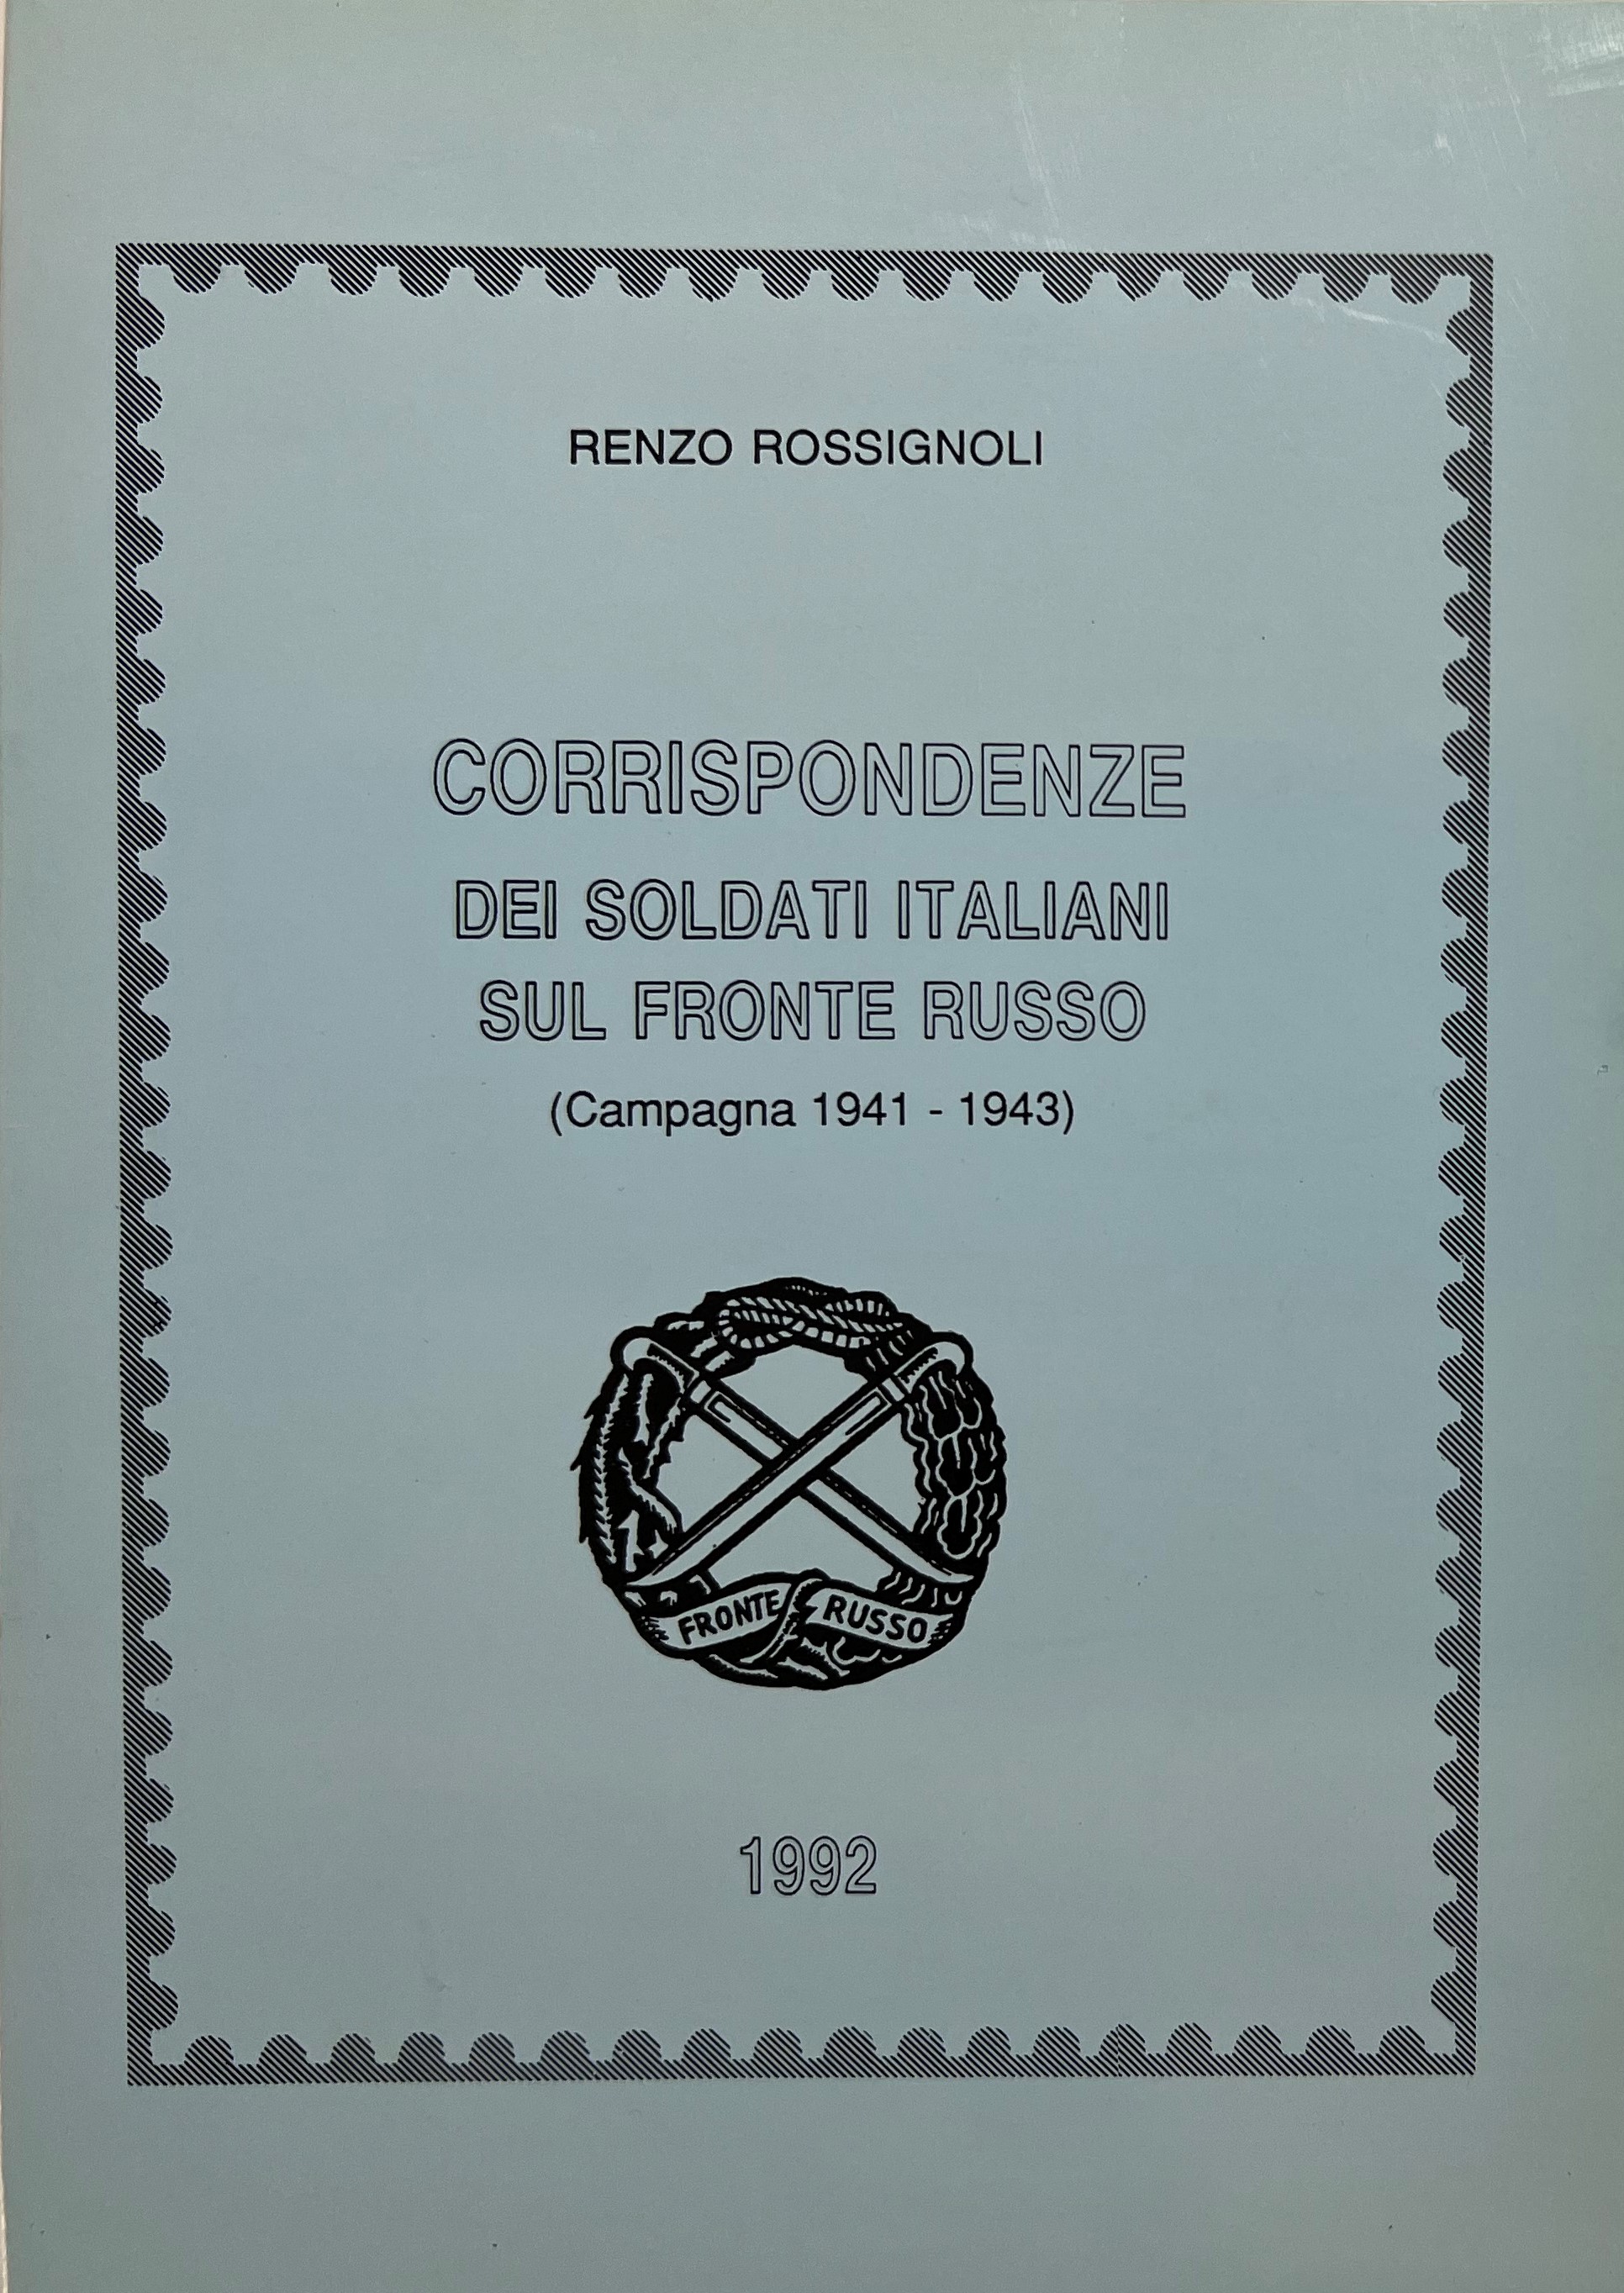 RENZO ROSSIGNOLI
CORRISPONDENZE
DEI SOLDATI ITALIANI
SUL FRONTE RUSSO
(Campagna 1941 - 1943)
FRONTE RUSSO
1992